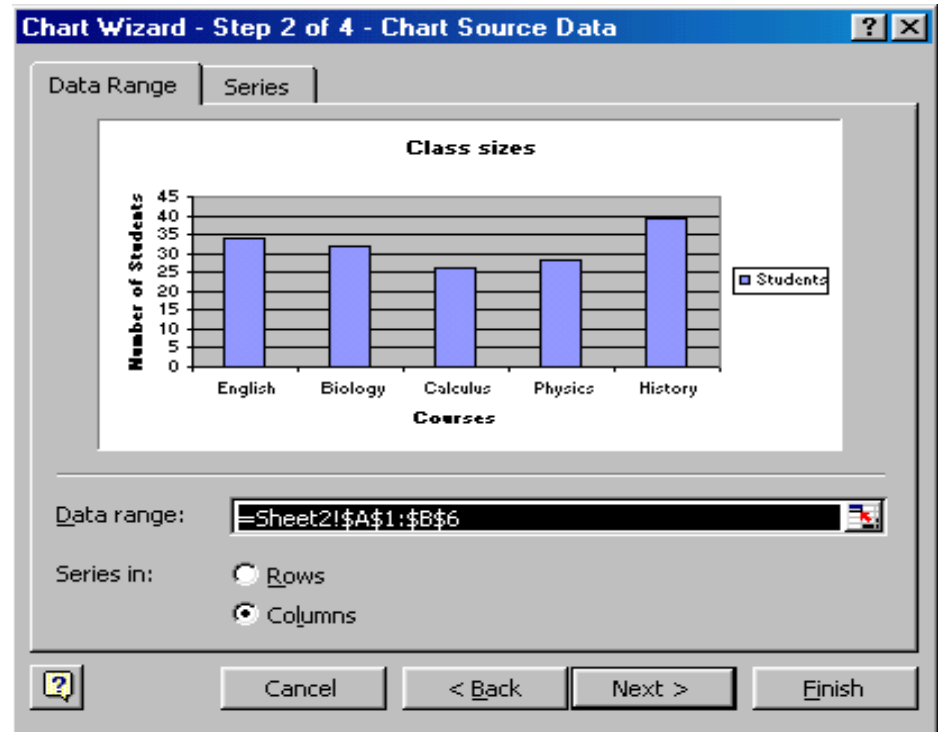 Chart Wizard - Step 2 of 4 - Chart Source Data
Data Range Series
Class sizes
Number of Students
45
40
35
30
25
20
15
10
5
0
Students
English Biology Calculus Physics History
Courses
Data range: =Sheet2!$A$1:$B$6
Series in: Rows
Columns
Cancel < Back Next > Finish